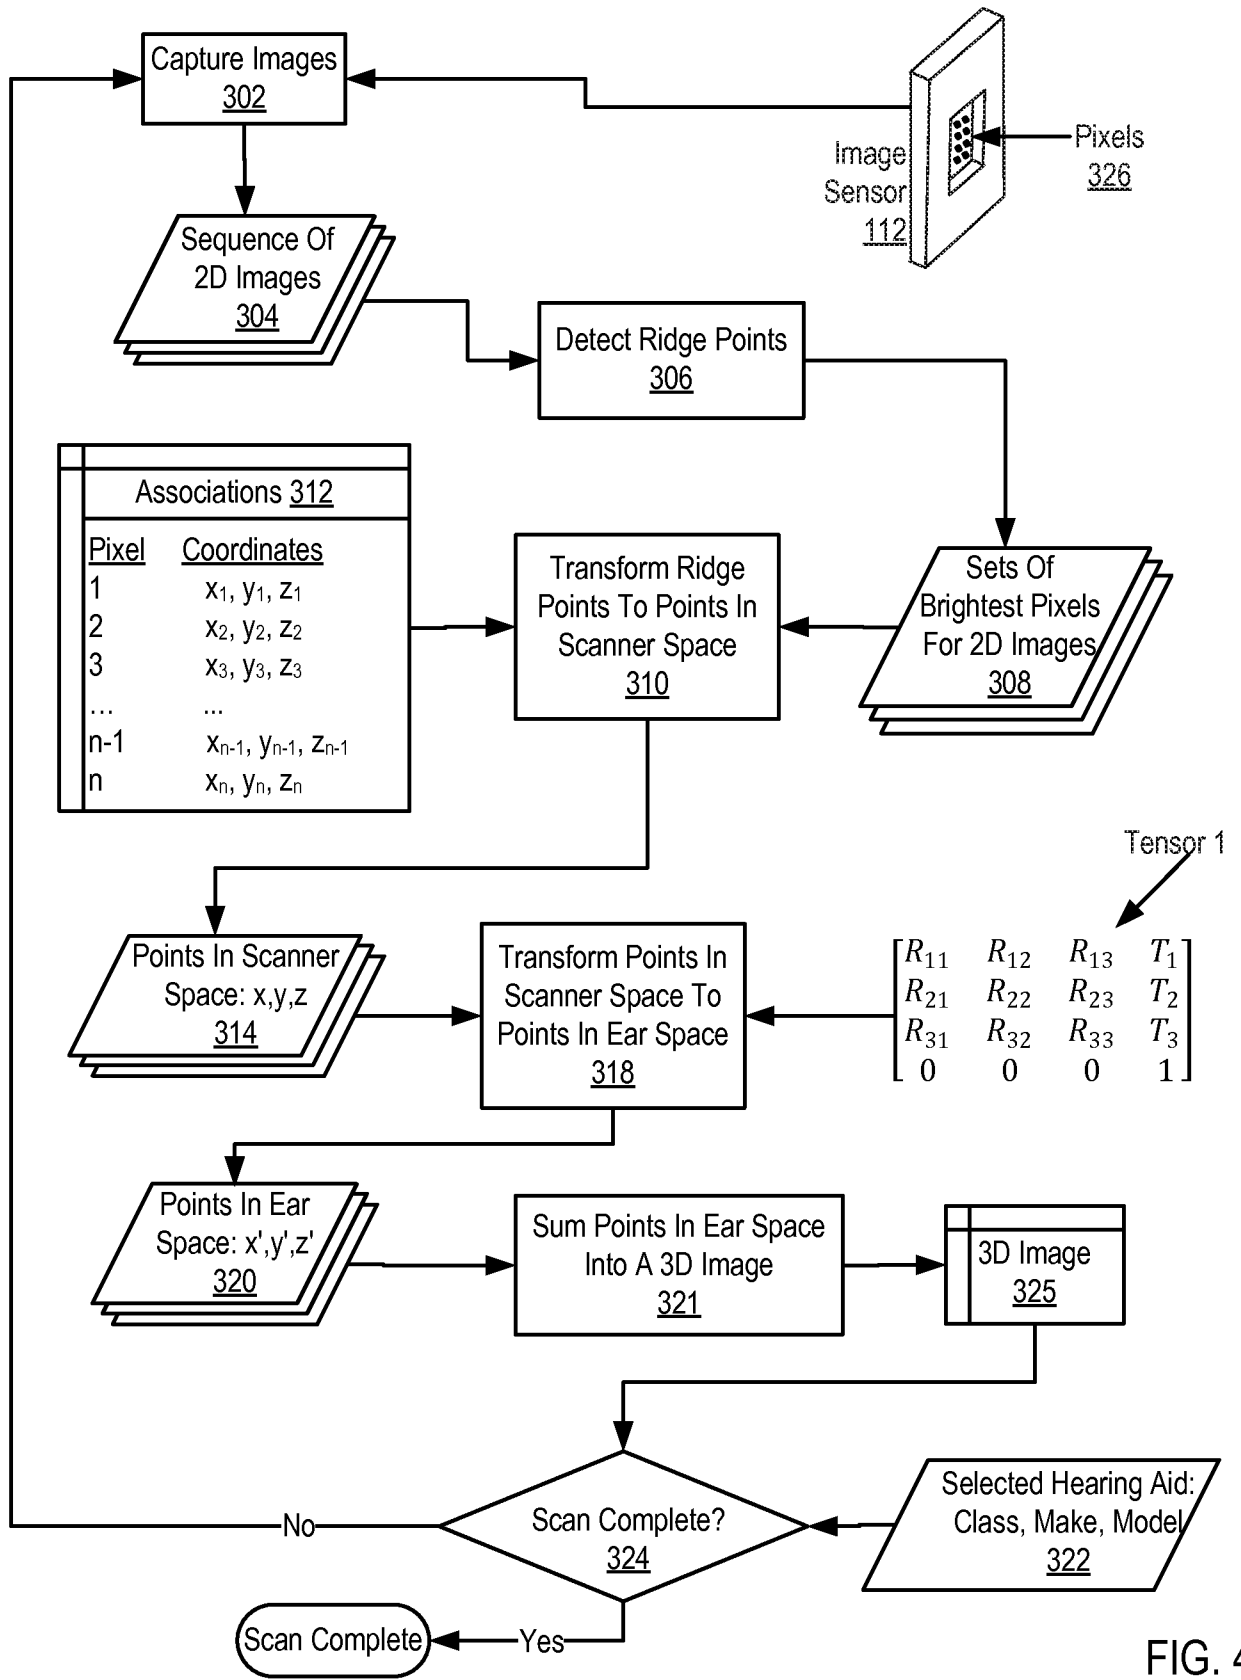 Capture Images
302
Image
Sensor
112
Pixels
326
Sequence Of
2D Images
304
Detect Ridge Points
306
Associations 312
Pixel Coordinates
1 x1, y1, z1
2 x2, y2, z2
3 x3, y3, z3
... ...
n-1 xn-1, yn-1, zn-1
n xn, yn, zn
Transform Ridge
Points To Points In
Scanner Space
310
Sets Of
Brightest Pixels
For 2D Images
308
Tensor 1
Points In Scanner
Space: x,y,z
314
Transform Points In
Scanner Space To
Points In Ear Space
318
R11 R12 R13 T1
R21 R22 R23 T2
R31 R32 R33 T3
0 0 0 1
Points In Ear
Space: x',y',z'
320
Sum Points In Ear Space
Into A 3D Image
321
3D Image
325
Scan Complete?
324
No
Selected Hearing Aid:
Class, Make, Model
322
Yes
Scan Complete
FIG. 4